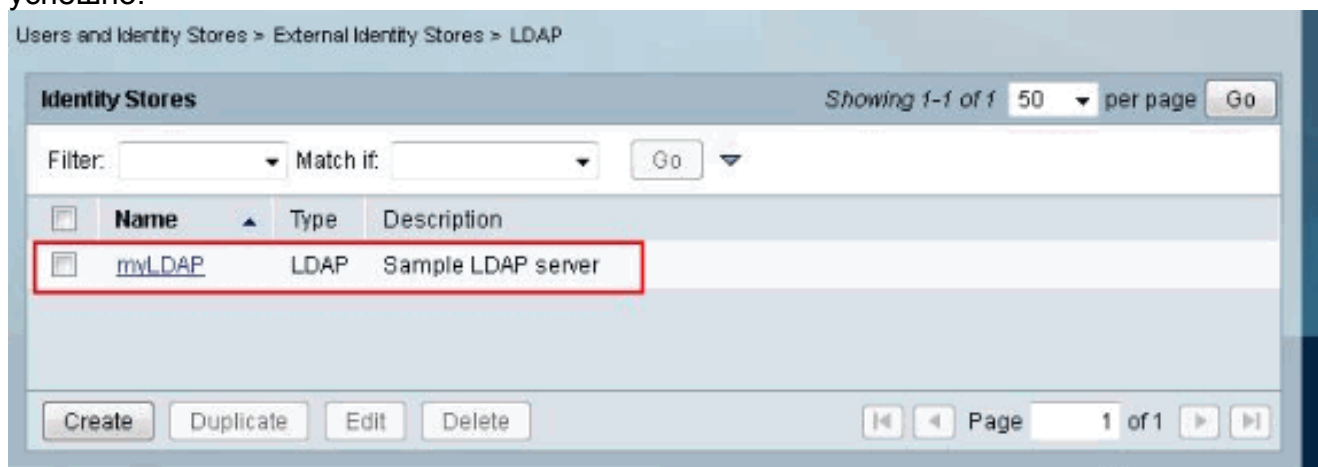 успешно.
Users and Identity Stores > External Identity Stores > LDAP
Identity Stores Showing 1-1 of 1 50 per page Go
Filter: Match if: Go
Name Type Description
myLDAP LDAP Sample LDAP server
Create Duplicate Edit Delete Page 1 of 1